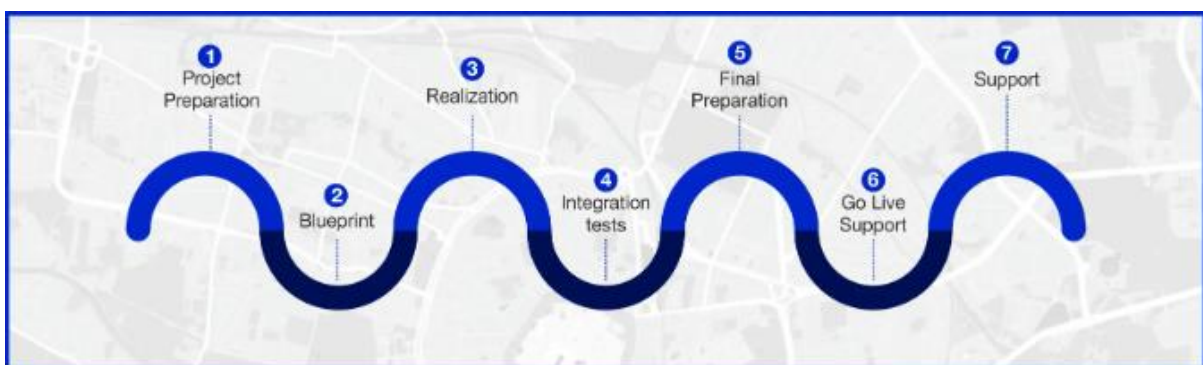 1
Project
Preparation
2
Blueprint
3
Realization
4
Integration
tests
5
Final
Preparation
6
Go Live
Support
7
Support